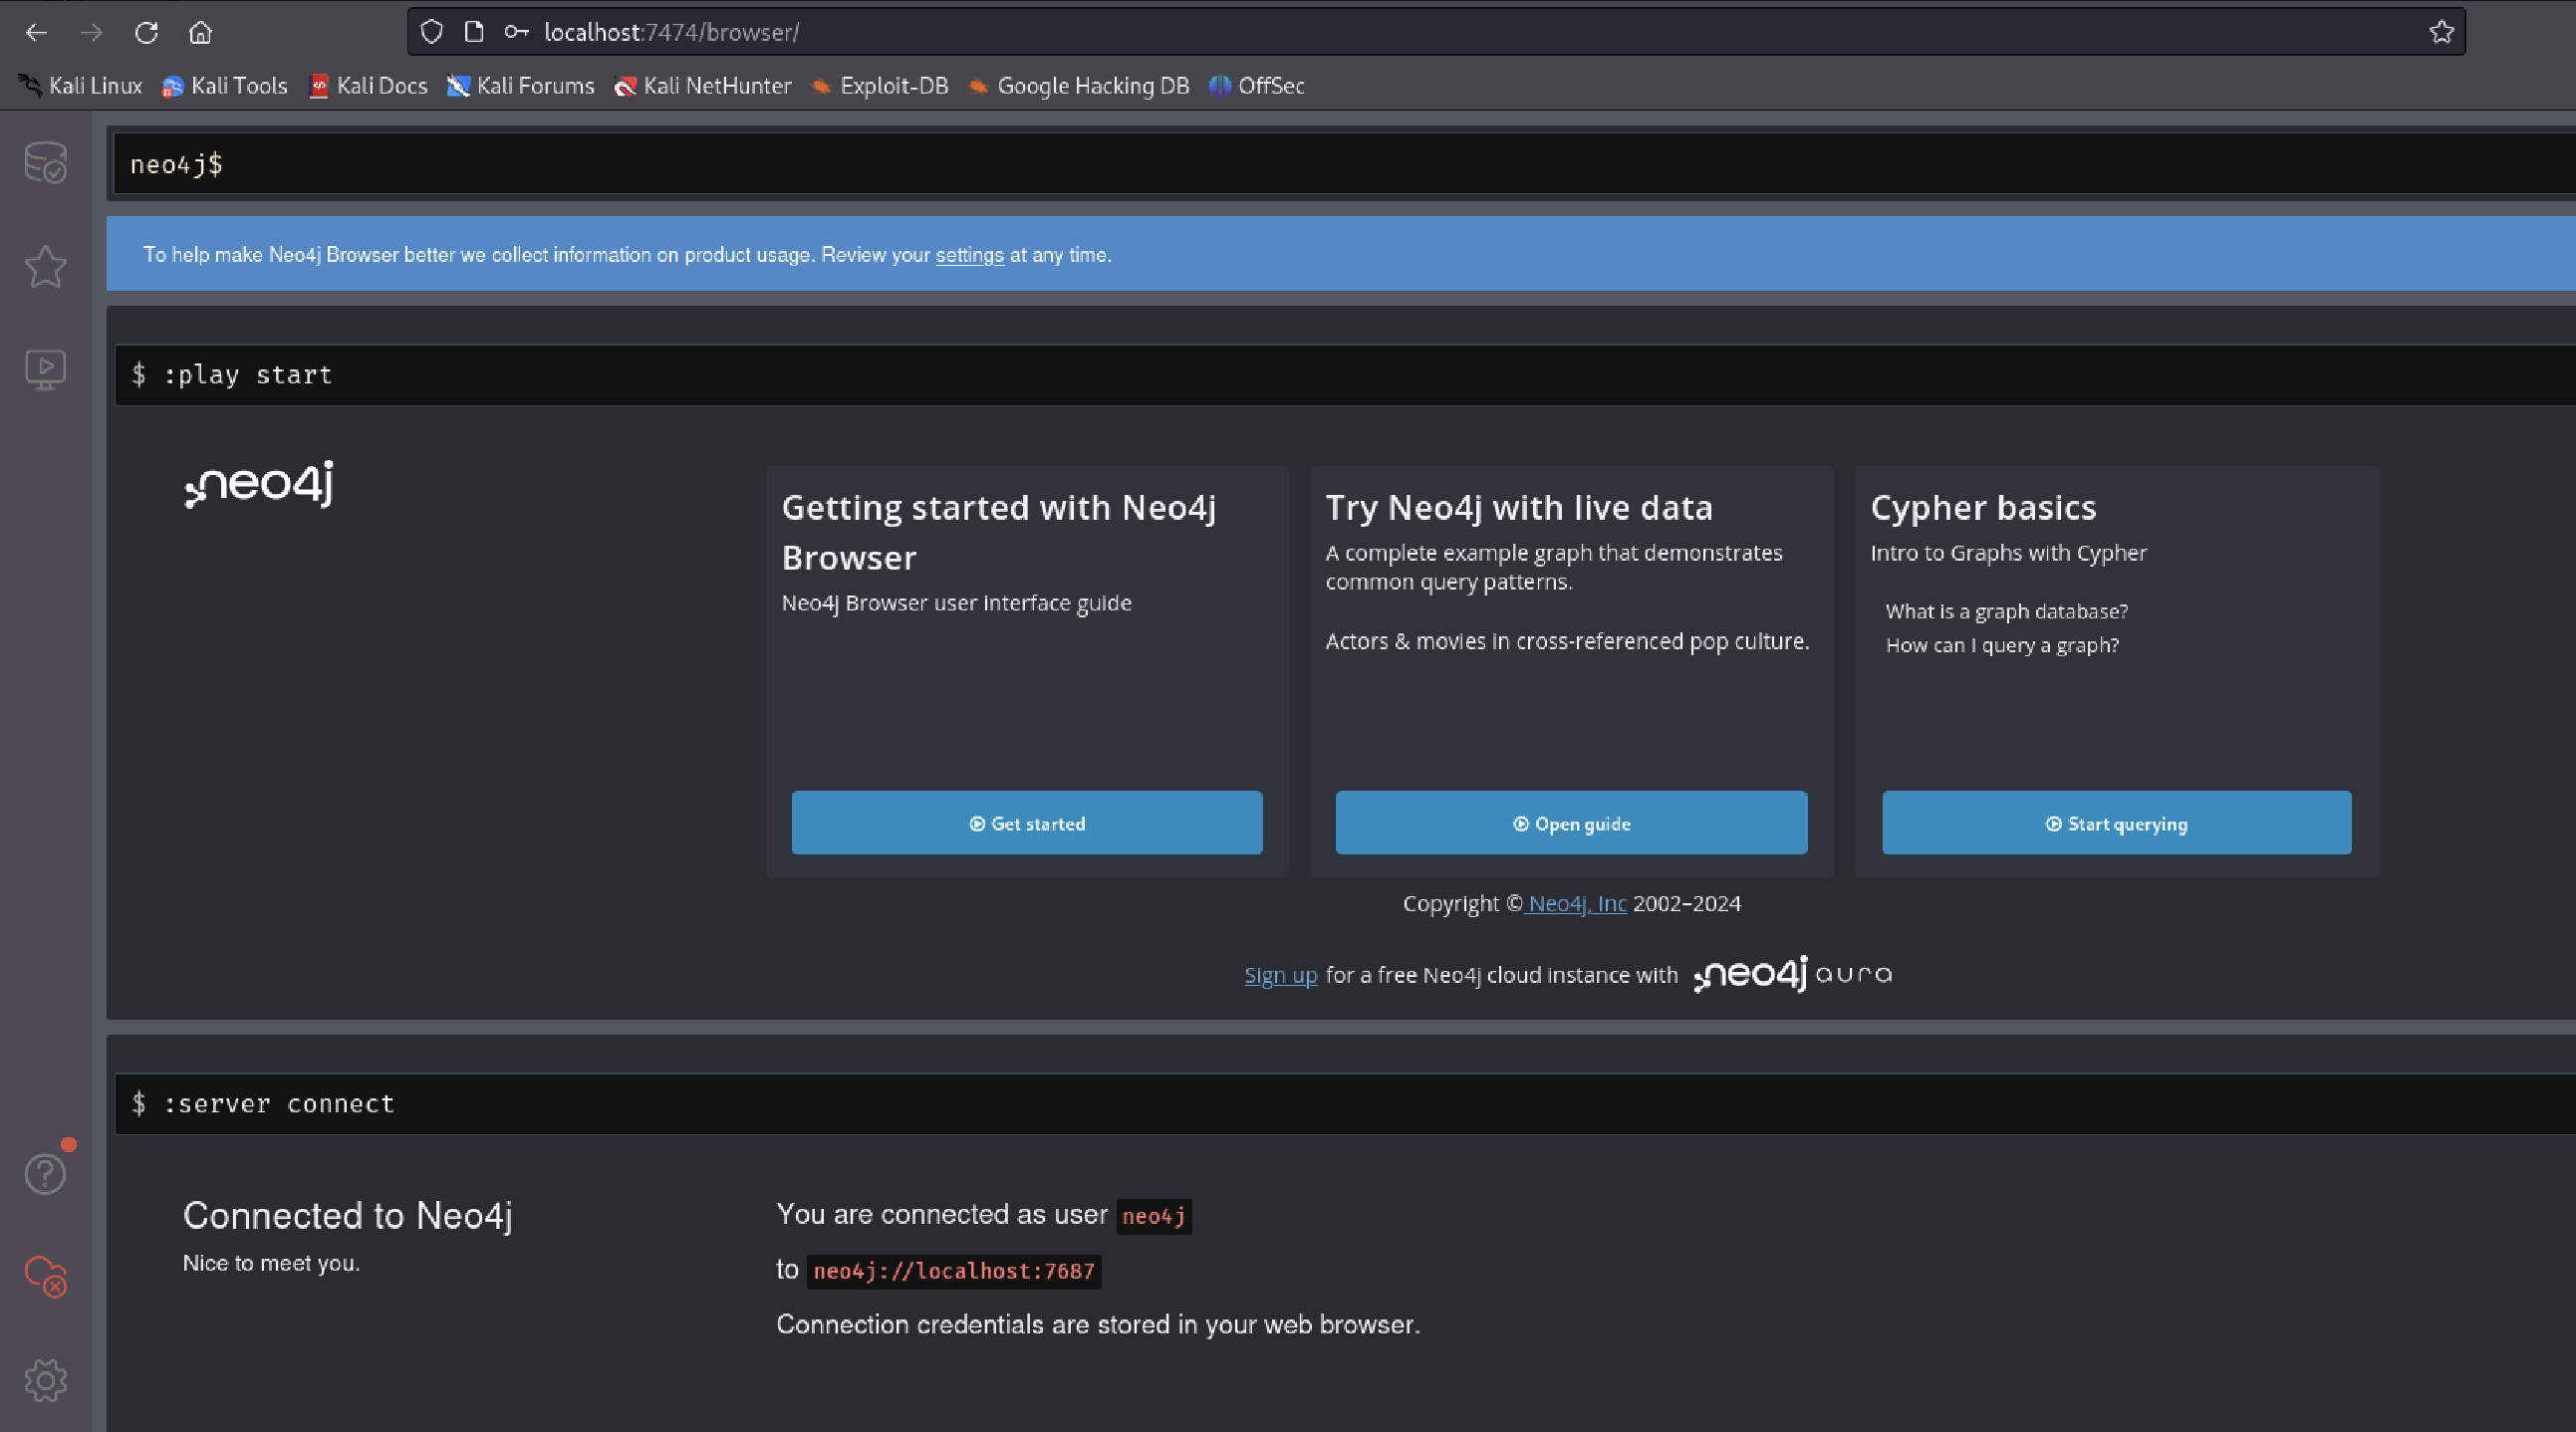 localhost:7474/browser/
Kali Linux Kali Tools Kali Docs Kali Forums Kali NetHunter Exploit-DB Google Hacking DB OffSec
neo4j$
To help make Neo4j Browser better we collect information on product usage. Review your settings at any time.
$ :play start
neo4j
Getting started with Neo4j
Browser
Neo4j Browser user interface guide
Get started
Try Neo4j with live data
A complete example graph that demonstrates
common query patterns.
Actors & movies in cross-referenced pop culture.
Open guide
Cypher basics
Intro to Graphs with Cypher
What is a graph database?
How can I query a graph?
Start querying
Copyright © Neo4j, Inc 2002–2024
Sign up for a free Neo4j cloud instance with neo4j aura
$ :server connect
Connected to Neo4j
Nice to meet you.
You are connected as user neo4j
to neo4j://localhost:7687
Connection credentials are stored in your web browser.